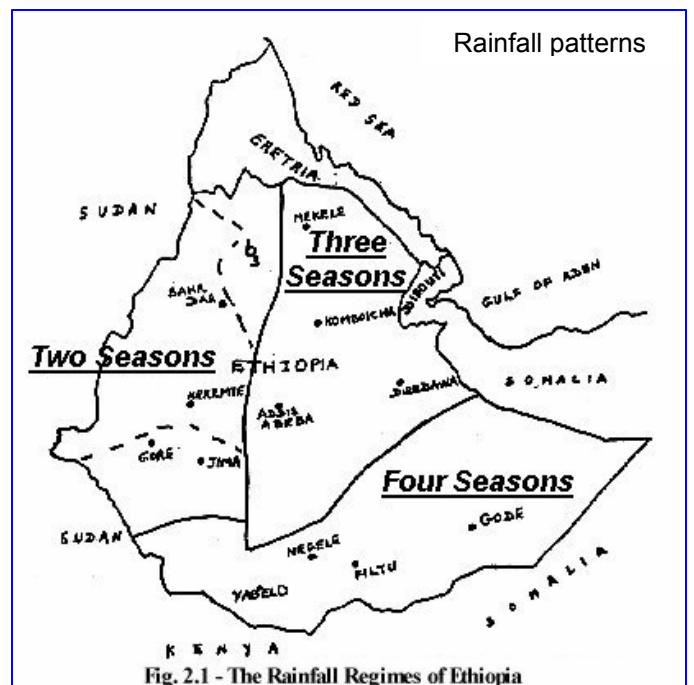 Rainfall patterns
RED SEA
ERETRIA
SUDAN
MEKELE
Three
Seasons
b3
BAHR
DAR
DJIBOUTI
GULF OF ADEN
KOMBOLCHA
Two Seasons
ETHIOPIA
SOMALIA
DIREDAWA
NEKEMTE
ADDIS
ABEBA
GORE
JIMA
Four Seasons
GODE
SUDAN
NEGELE
FILTU
YABELO
SOMALIA
KENYA
Fig. 2.1 - The Rainfall Regimes of Ethiopia